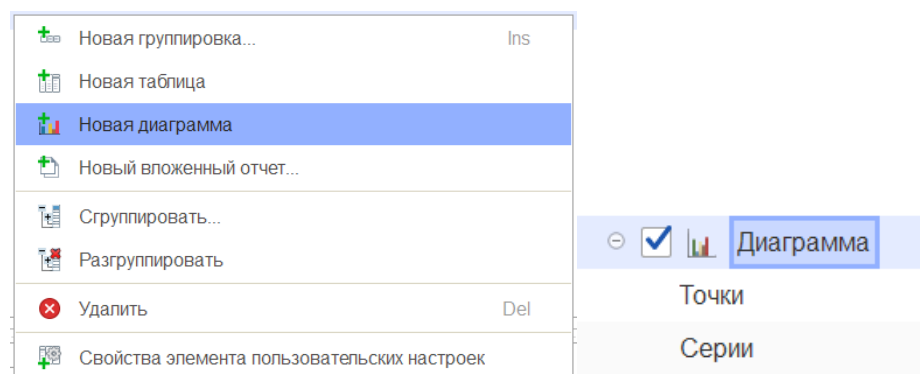 Новая группировка... Ins
Новая таблица
Новая диаграмма
Новый вложенный отчет...
Сгруппировать...
Разгруппировать
Удалить Del
Свойства элемента пользовательских настроек
Диаграмма
Точки
Серии